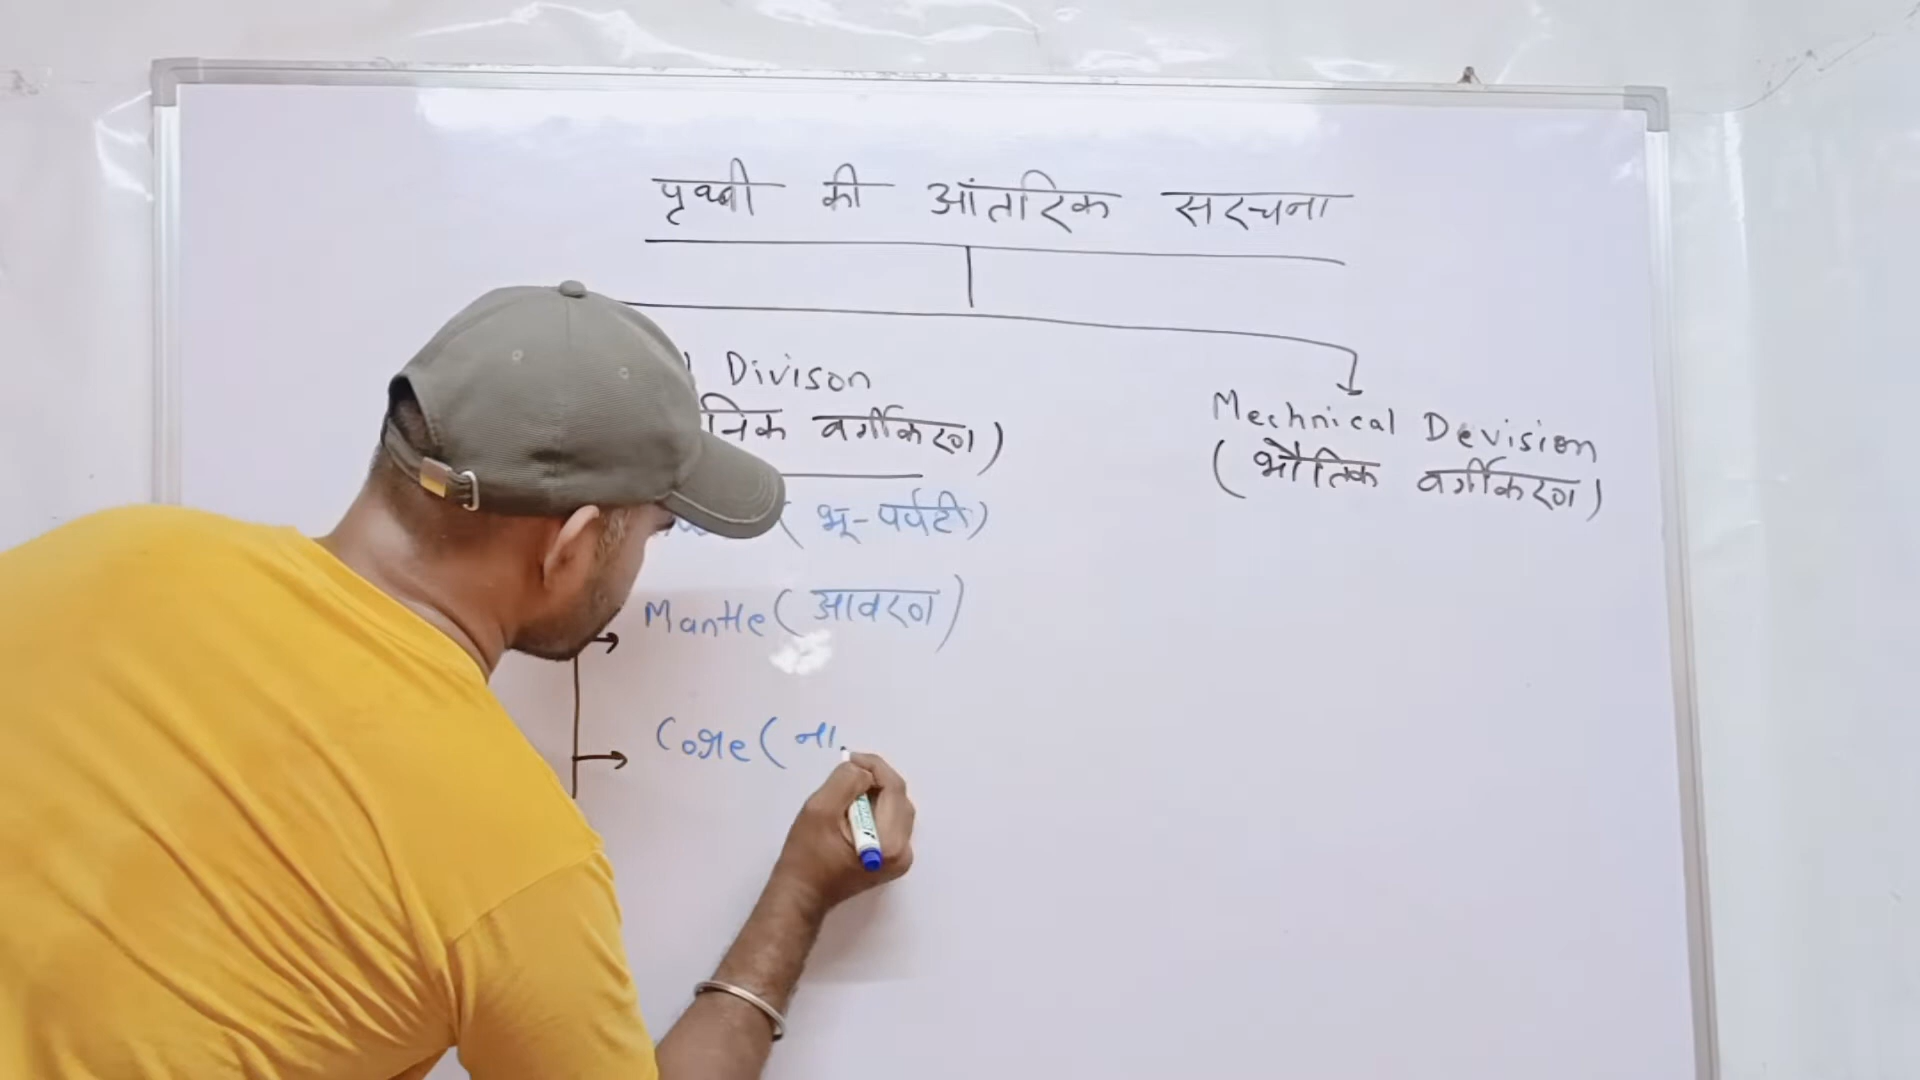 पृथ्वी की आंतरिक सरचना
Divison
वर्गीकरण)
(भू-पर्पटी)
Mantle (आवरण)
Core (ना
Mechnical Devision
(भौतिक वर्गीकरण)